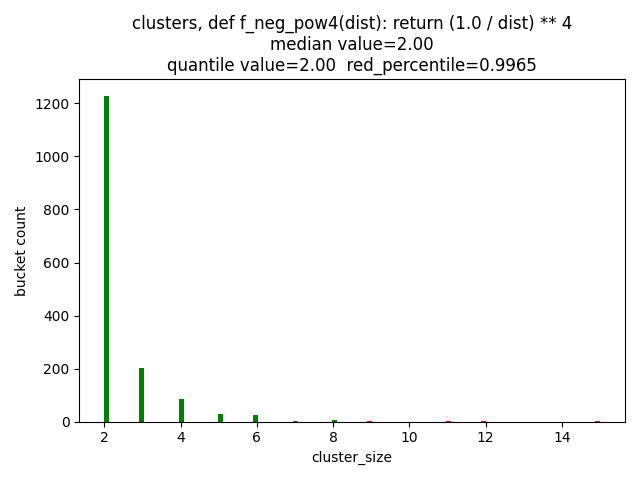 clusters, def f_neg_pow4(dist): return (1.0 / dist) ** 4
median value=2.00
quantile value=2.00  red_percentile=0.9965
1200
1000
800
600
400
200
0
bucket count
2 4 6 8 10 12 14
cluster_size